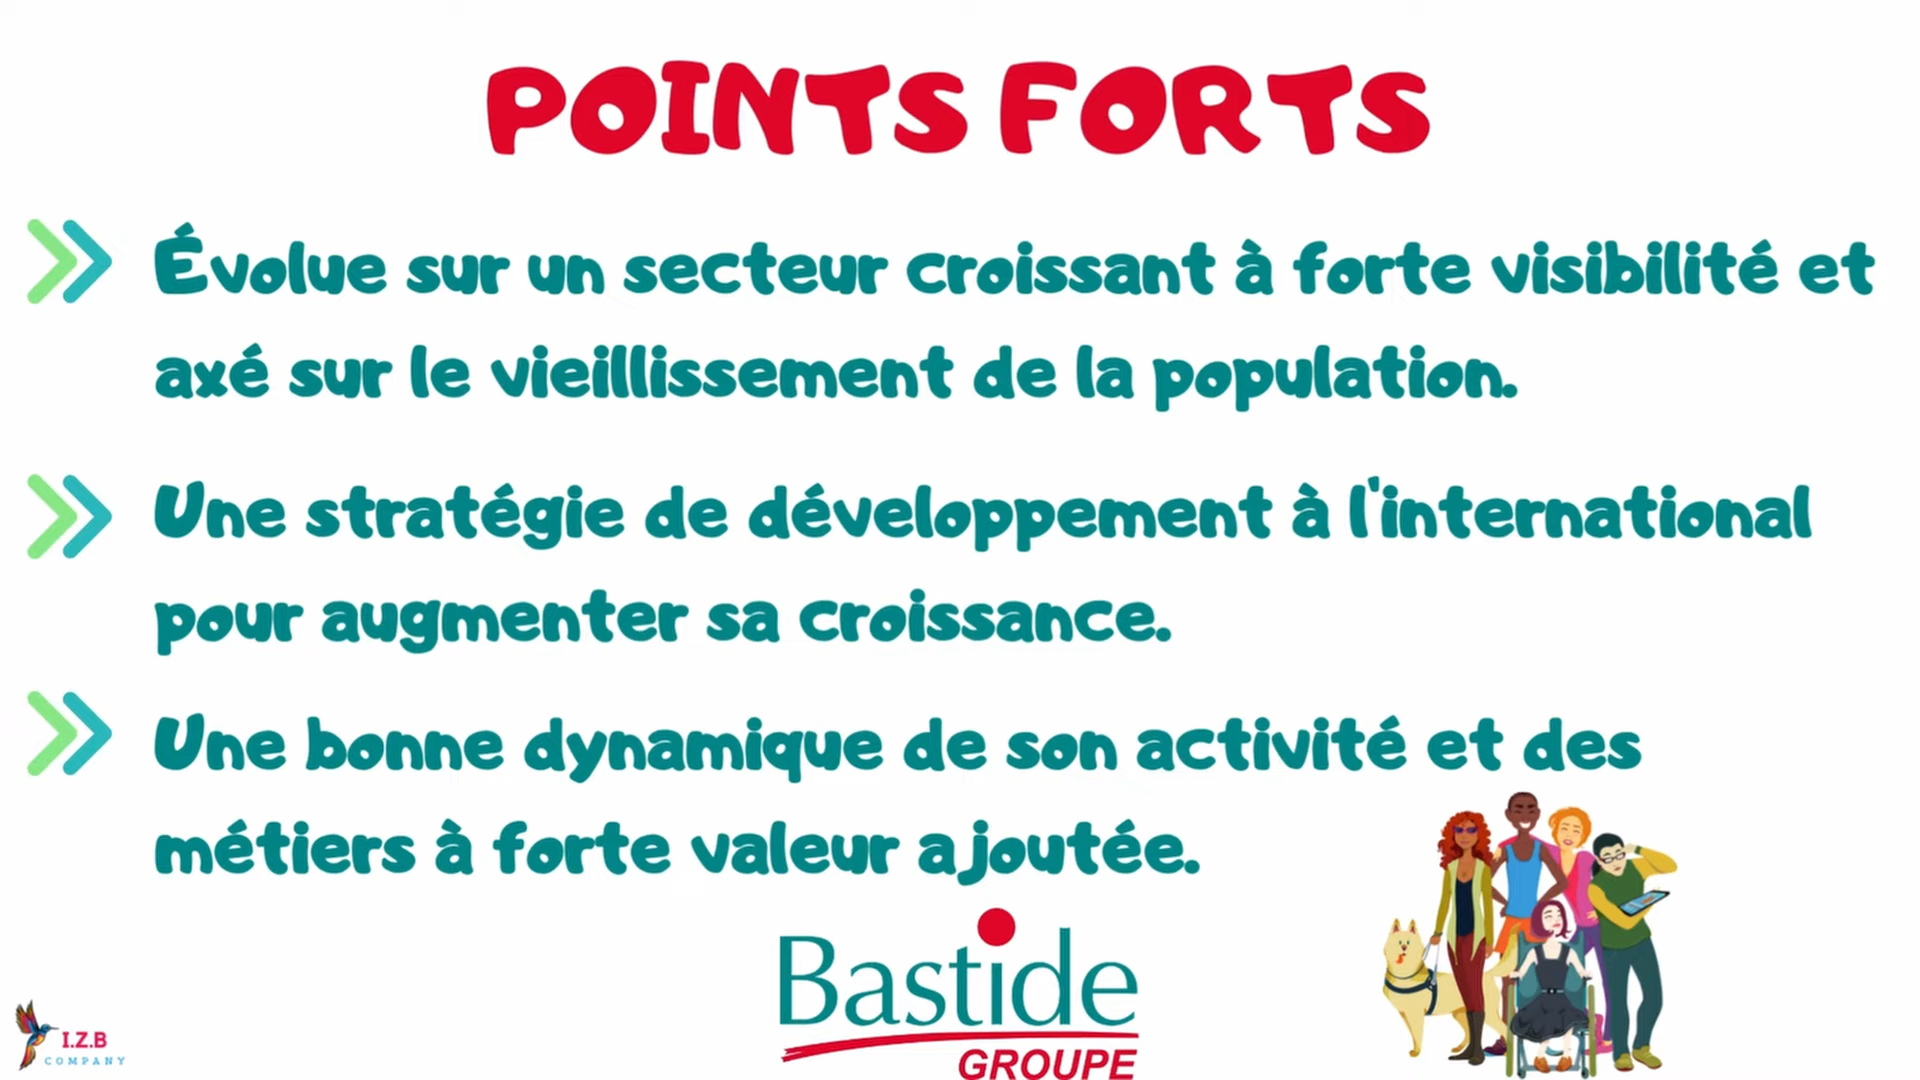 POINTS FORTS
Évolue sur un secteur croissant à forte visibilité et
axé sur le vieillissement de la population.
Une stratégie de développement à l'international
pour augmenter sa croissance.
Une bonne dynamique de son activité et des
métiers à forte valeur ajoutée.
Bastide
GROUPE
I.Z.B
COMPANY